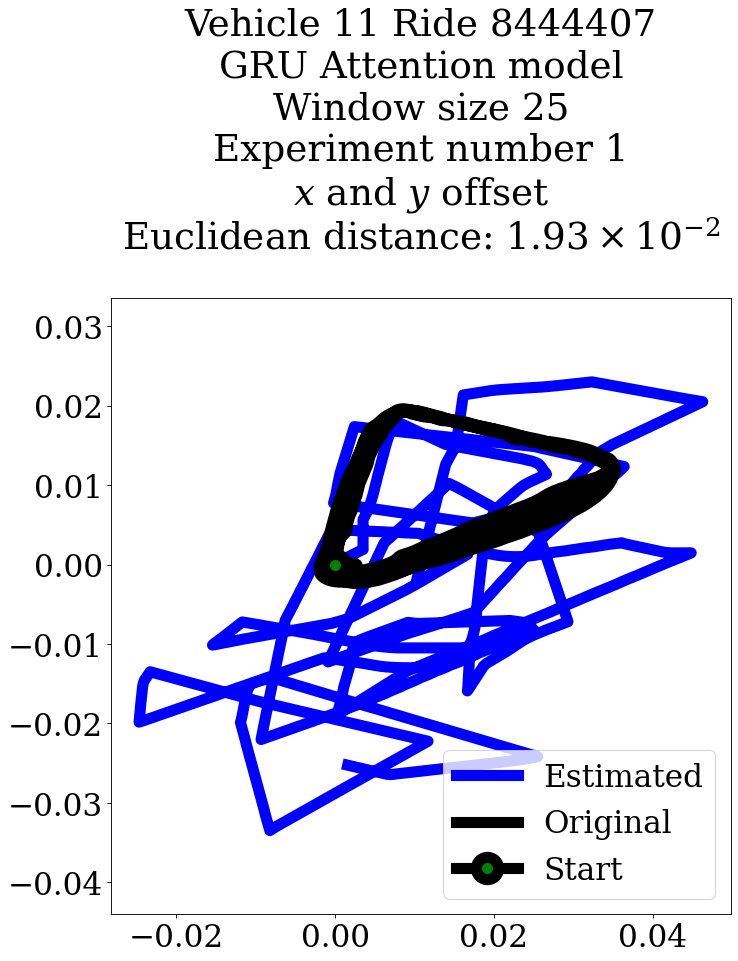 Vehicle 11 Ride 8444407
GRU Attention model
Window size 25
Experiment number 1
x and y offset
Euclidean distance: 1.93 × 10⁻²
0.03
0.02
0.01
0.00
−0.01
−0.02
−0.03
−0.04
Estimated
Original
Start
−0.02 0.00 0.02 0.04